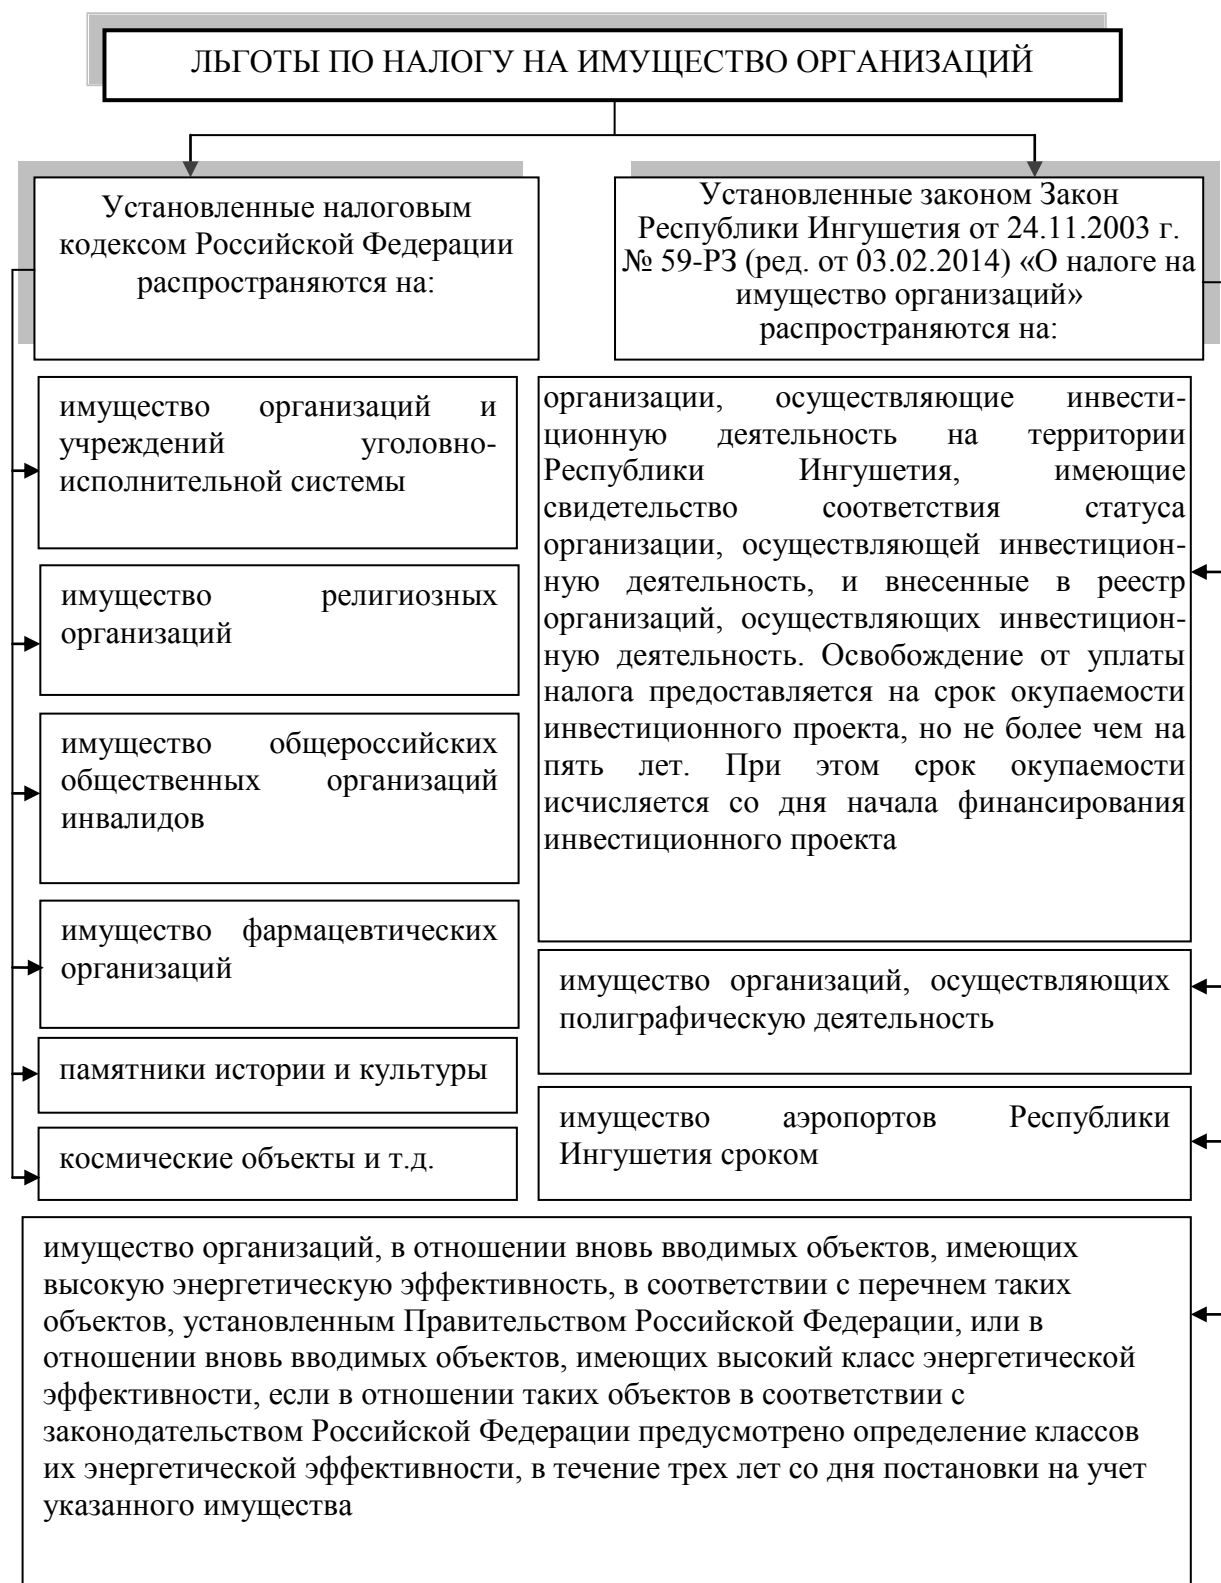 ЛЬГОТЫ ПО НАЛОГУ НА ИМУЩЕСТВО ОРГАНИЗАЦИЙ
Установленные налоговым
кодексом Российской Федерации
распространяются на:
Установленные законом Закон
Республики Ингушетия от 24.11.2003 г.
№ 59-РЗ (ред. от 03.02.2014) «О налоге на
имущество организаций»
распространяются на:
имущество организаций и
учреждений уголовно-
исполнительной системы
имущество религиозных
организаций
имущество общероссийских
общественных организаций
инвалидов
имущество фармацевтических
организаций
памятники истории и культуры
космические объекты и т.д.
организации, осуществляющие инвести-
ционную деятельность на территории
Республики Ингушетия, имеющие
свидетельство соответствия статуса
организации, осуществляющей инвестицион-
ную деятельность, и внесенные в реестр
организаций, осуществляющих инвестицион-
ную деятельность. Освобождение от уплаты
налога предоставляется на срок окупаемости
инвестиционного проекта, но не более чем на
пять лет. При этом срок окупаемости
исчисляется со дня начала финансирования
инвестиционного проекта
имущество организаций, осуществляющих
полиграфическую деятельность
имущество аэропортов Республики
Ингушетия сроком
имущество организаций, в отношении вновь вводимых объектов, имеющих
высокую энергетическую эффективность, в соответствии с перечнем таких
объектов, установленным Правительством Российской Федерации, или в
отношении вновь вводимых объектов, имеющих высокий класс энергетической
эффективности, если в отношении таких объектов в соответствии с
законодательством Российской Федерации предусмотрено определение классов
их энергетической эффективности, в течение трех лет со дня постановки на учет
указанного имущества